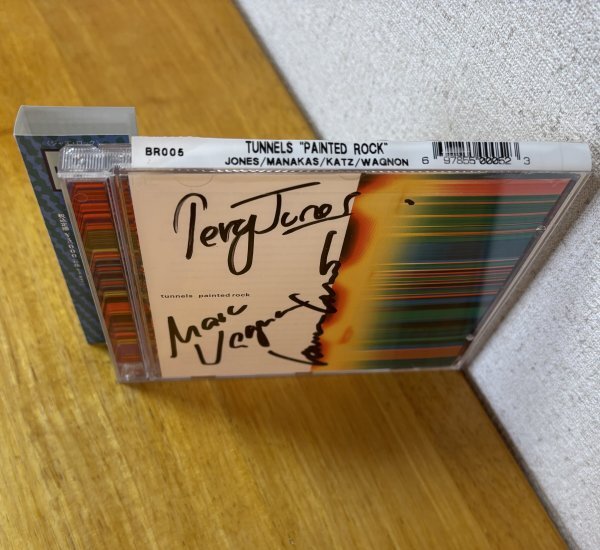 BR005
TUNNELS "PAINTED ROCK"
JONES/MANAKAS/KATZ/WAGNON
6 97855 00052 3
Percy Jones
tunnels painted rock
Marc
Wagnon